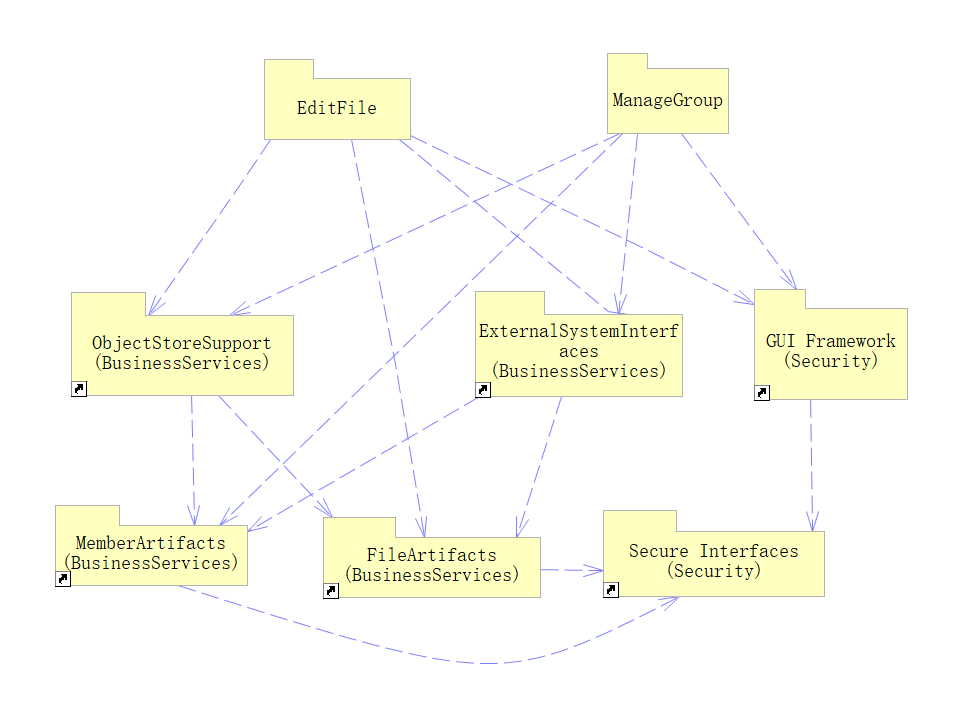 EditFile
ManageGroup
ObjectStoreSupport
(BusinessServices)
ExternalSystemInterf
aces
(BusinessServices)
GUI Framework
(Security)
MemberArtifacts
(BusinessServices)
FileArtifacts
(BusinessServices)
Secure Interfaces
(Security)